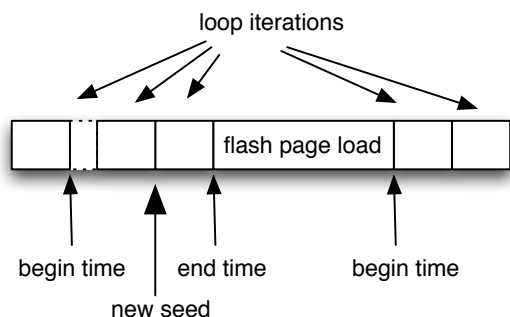 loop iterations
flash page load
begin time
end time
begin time
new seed